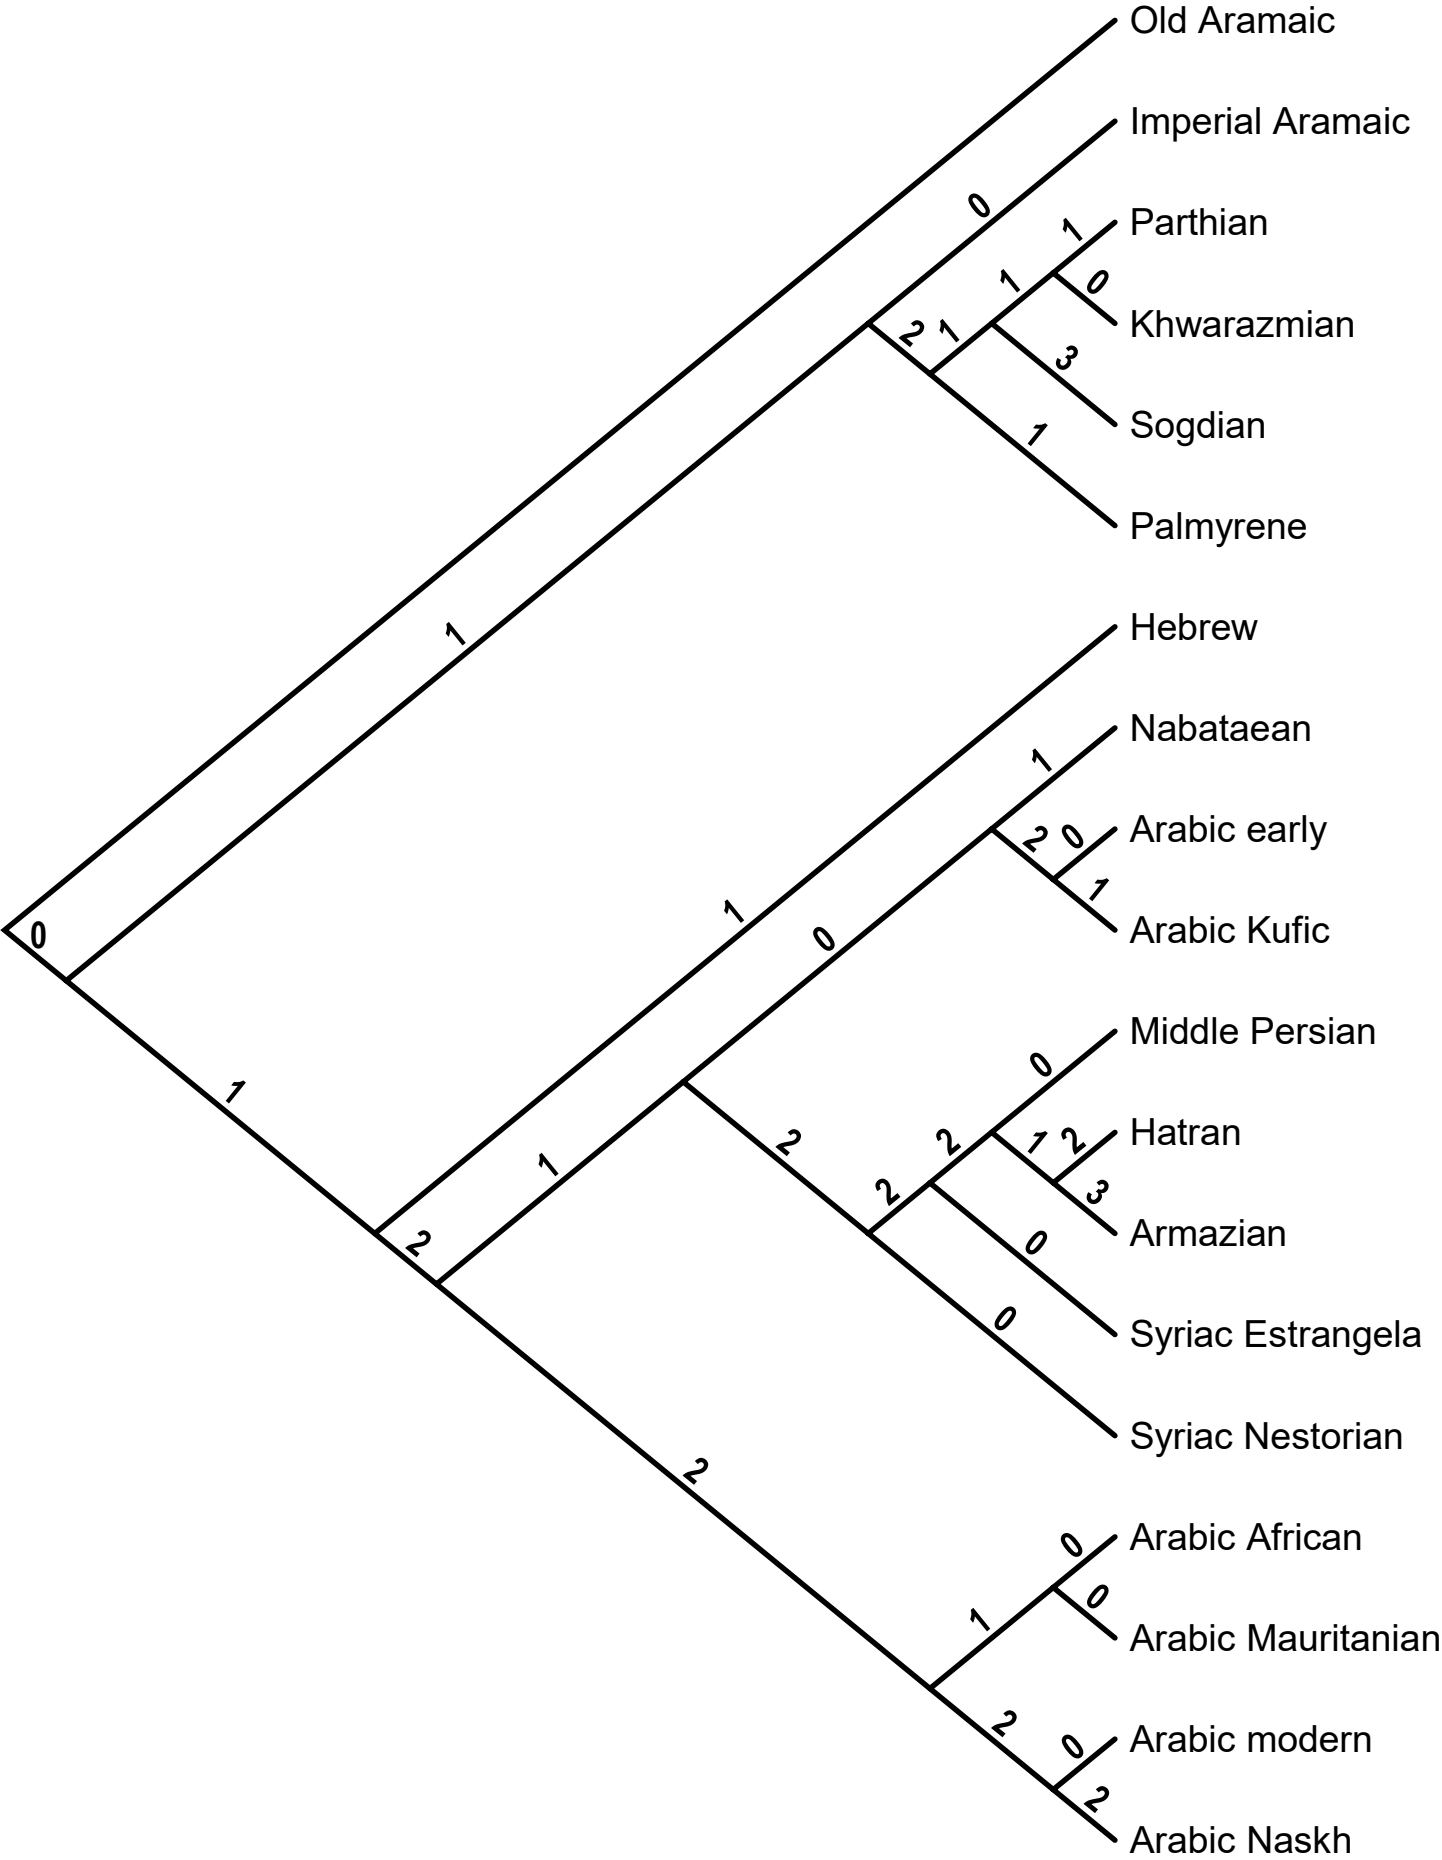 Old Aramaic
Imperial Aramaic
0
Parthian
1
1
0
Khwarazmian
2
1
3
Sogdian
1
Palmyrene
1
Hebrew
Nabataean
1
Arabic early
2
0
1
Arabic Kufic
1
0
0
Middle Persian
0
1
Hatran
2
1
2
2
1
2
3
Armazian
2
0
Syriac Estrangela
0
Syriac Nestorian
2
Arabic African
0
0
1
Arabic Mauritanian
2
Arabic modern
0
2
Arabic Naskh